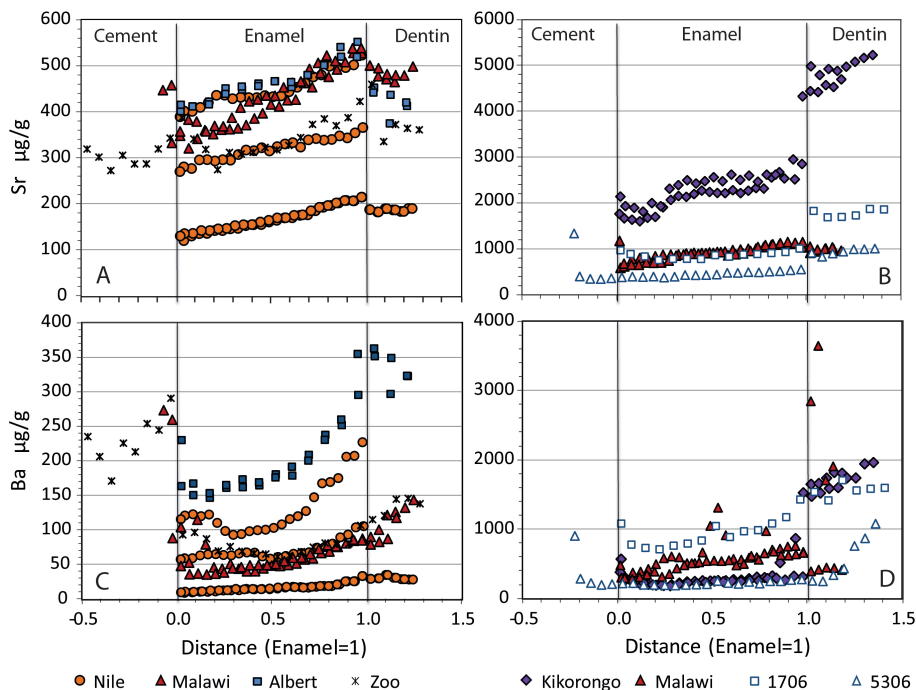 600 6000
Cement Enamel Dentin Cement Enamel Dentin
500 5000
400 4000
Sr µg/g
300 3000
200 2000
100 1000
A B
0 0
400 4000
350
300 3000
250
Ba µg/g
200 2000
150
100 1000
50
C D
0 0
-0.5 0.0 0.5 1.0 1.5 -0.5 0.0 0.5 1.0 1.5
Distance (Enamel=1) Distance (Enamel=1)
Nile Malawi Albert Zoo Kikorongo Malawi 1706 5306